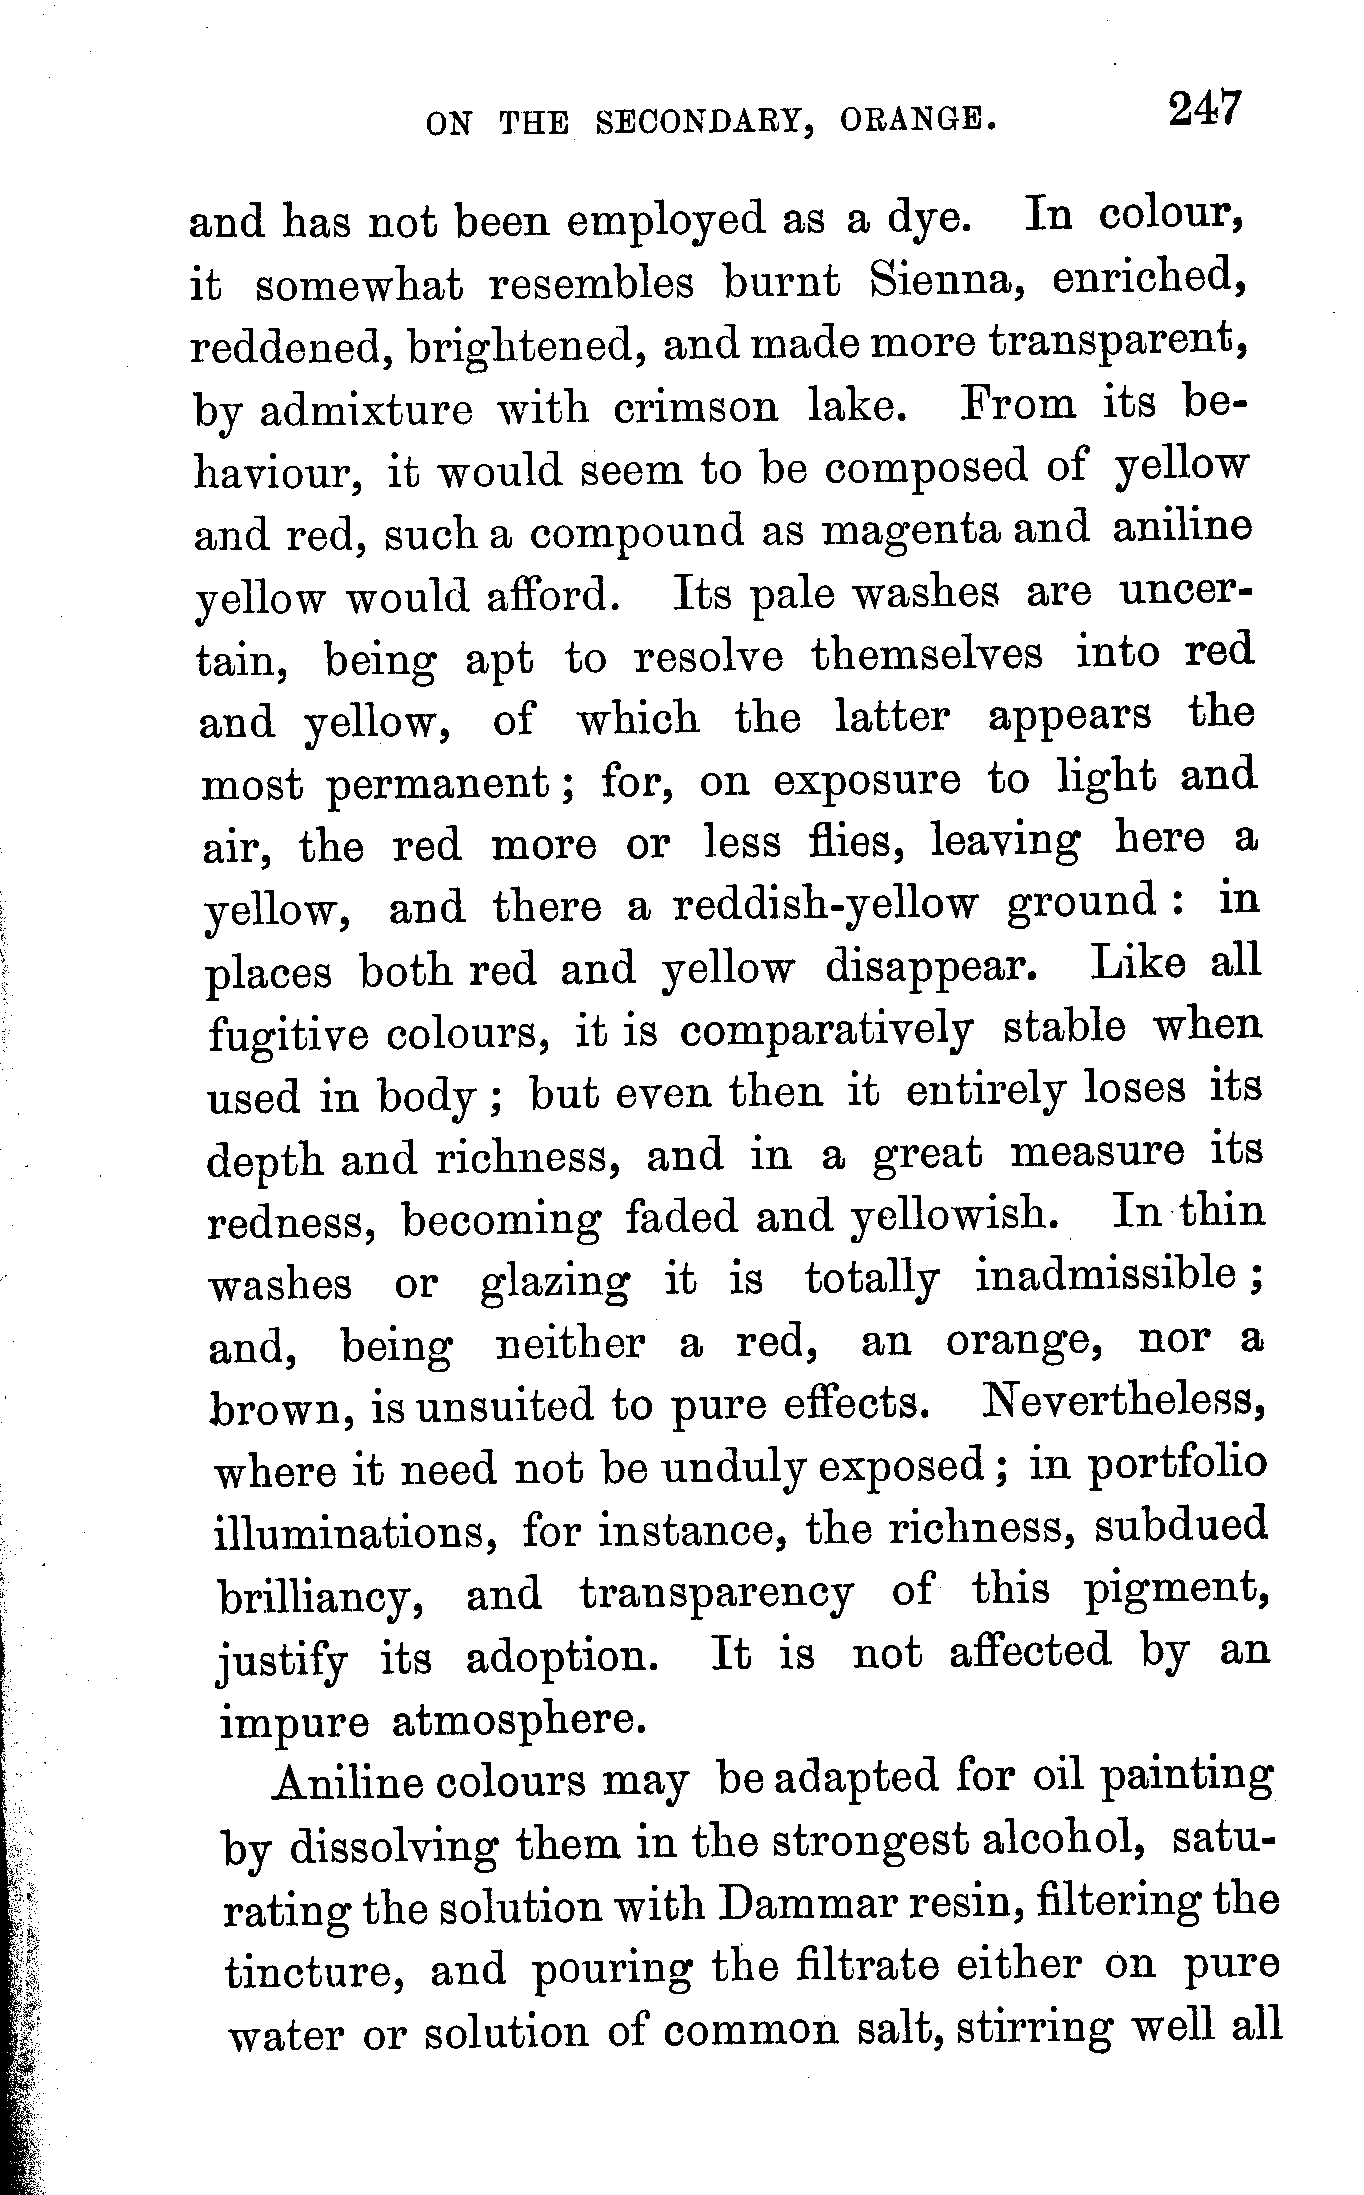 ON THE SECONDARY, ORANGE. 247
and has not been employed as a dye. In colour,
it somewhat resembles burnt Sienna, enriched,
reddened, brightened, and made more transparent,
by admixture with crimson lake. From its be-
haviour, it would seem to be composed of yellow
and red, such a compound as magenta and aniline
yellow would afford. Its pale washes are uncer-
tain, being apt to resolve themselves into red
and yellow, of which the latter appears the
most permanent ; for, on exposure to light and
air, the red more or less flies, leaving here a
yellow, and there a reddish-yellow ground : in
places both red and yellow disappear. Like all
fugitive colours, it is comparatively stable when
used in body ; but even then it entirely loses its
depth and richness, and in a great measure its
redness, becoming faded and yellowish. In thin
washes or glazing it is totally inadmissible ;
and, being neither a red, an orange, nor a
brown, is unsuited to pure effects. Nevertheless,
where it need not be unduly exposed ; in portfolio
illuminations, for instance, the richness, subdued
brilliancy, and transparency of this pigment,
justify its adoption. It is not affected by an
impure atmosphere.
Aniline colours may be adapted for oil painting
by dissolving them in the strongest alcohol, satu-
rating the solution with Dammar resin, filtering the
tincture, and pouring the filtrate either on pure
water or solution of common salt, stirring well all